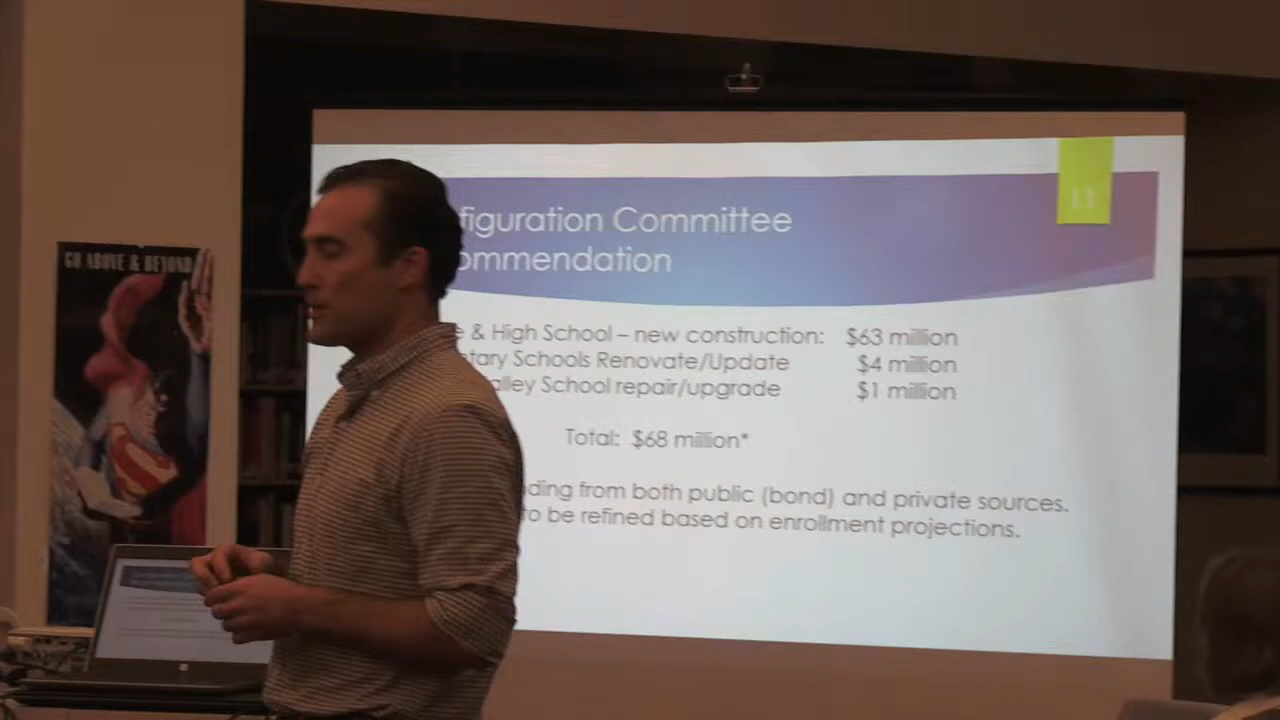 GO ABOVE & BEYOND
11
figuration Committee
ommendation
e & High School – new construction: $63 million
tary Schools Renovate/Update $4 million
alley School repair/upgrade $1 million
Total: $68 million*
ding from both public (bond) and private sources.
to be refined based on enrollment projections.